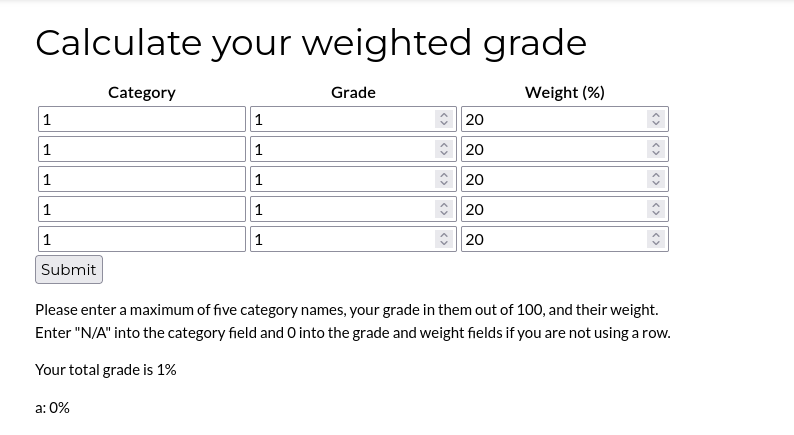 Calculate your weighted grade
Category Grade Weight (%)
1 1 20
1 1 20
1 1 20
1 1 20
1 1 20
Submit
Please enter a maximum of five category names, your grade in them out of 100, and their weight.
Enter "N/A" into the category field and 0 into the grade and weight fields if you are not using a row.
Your total grade is 1%
a: 0%